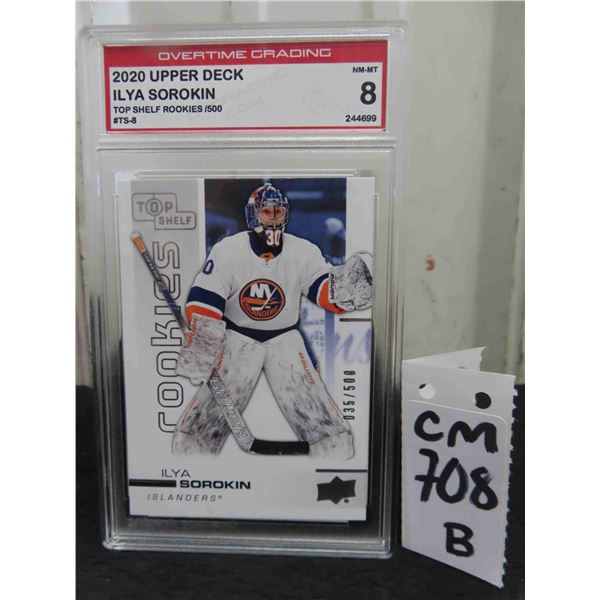 OVERTIME GRADING
2020 UPPER DECK
ILYA SOROKIN
TOP SHELF ROOKIES /500
#TS-8
NM-MT
8
244699
TOP
SHELF
ROOKIES
30
30
NY
ISLANDERS
035/500
ILYA
SOROKIN
ISLANDERS
CM
708
B